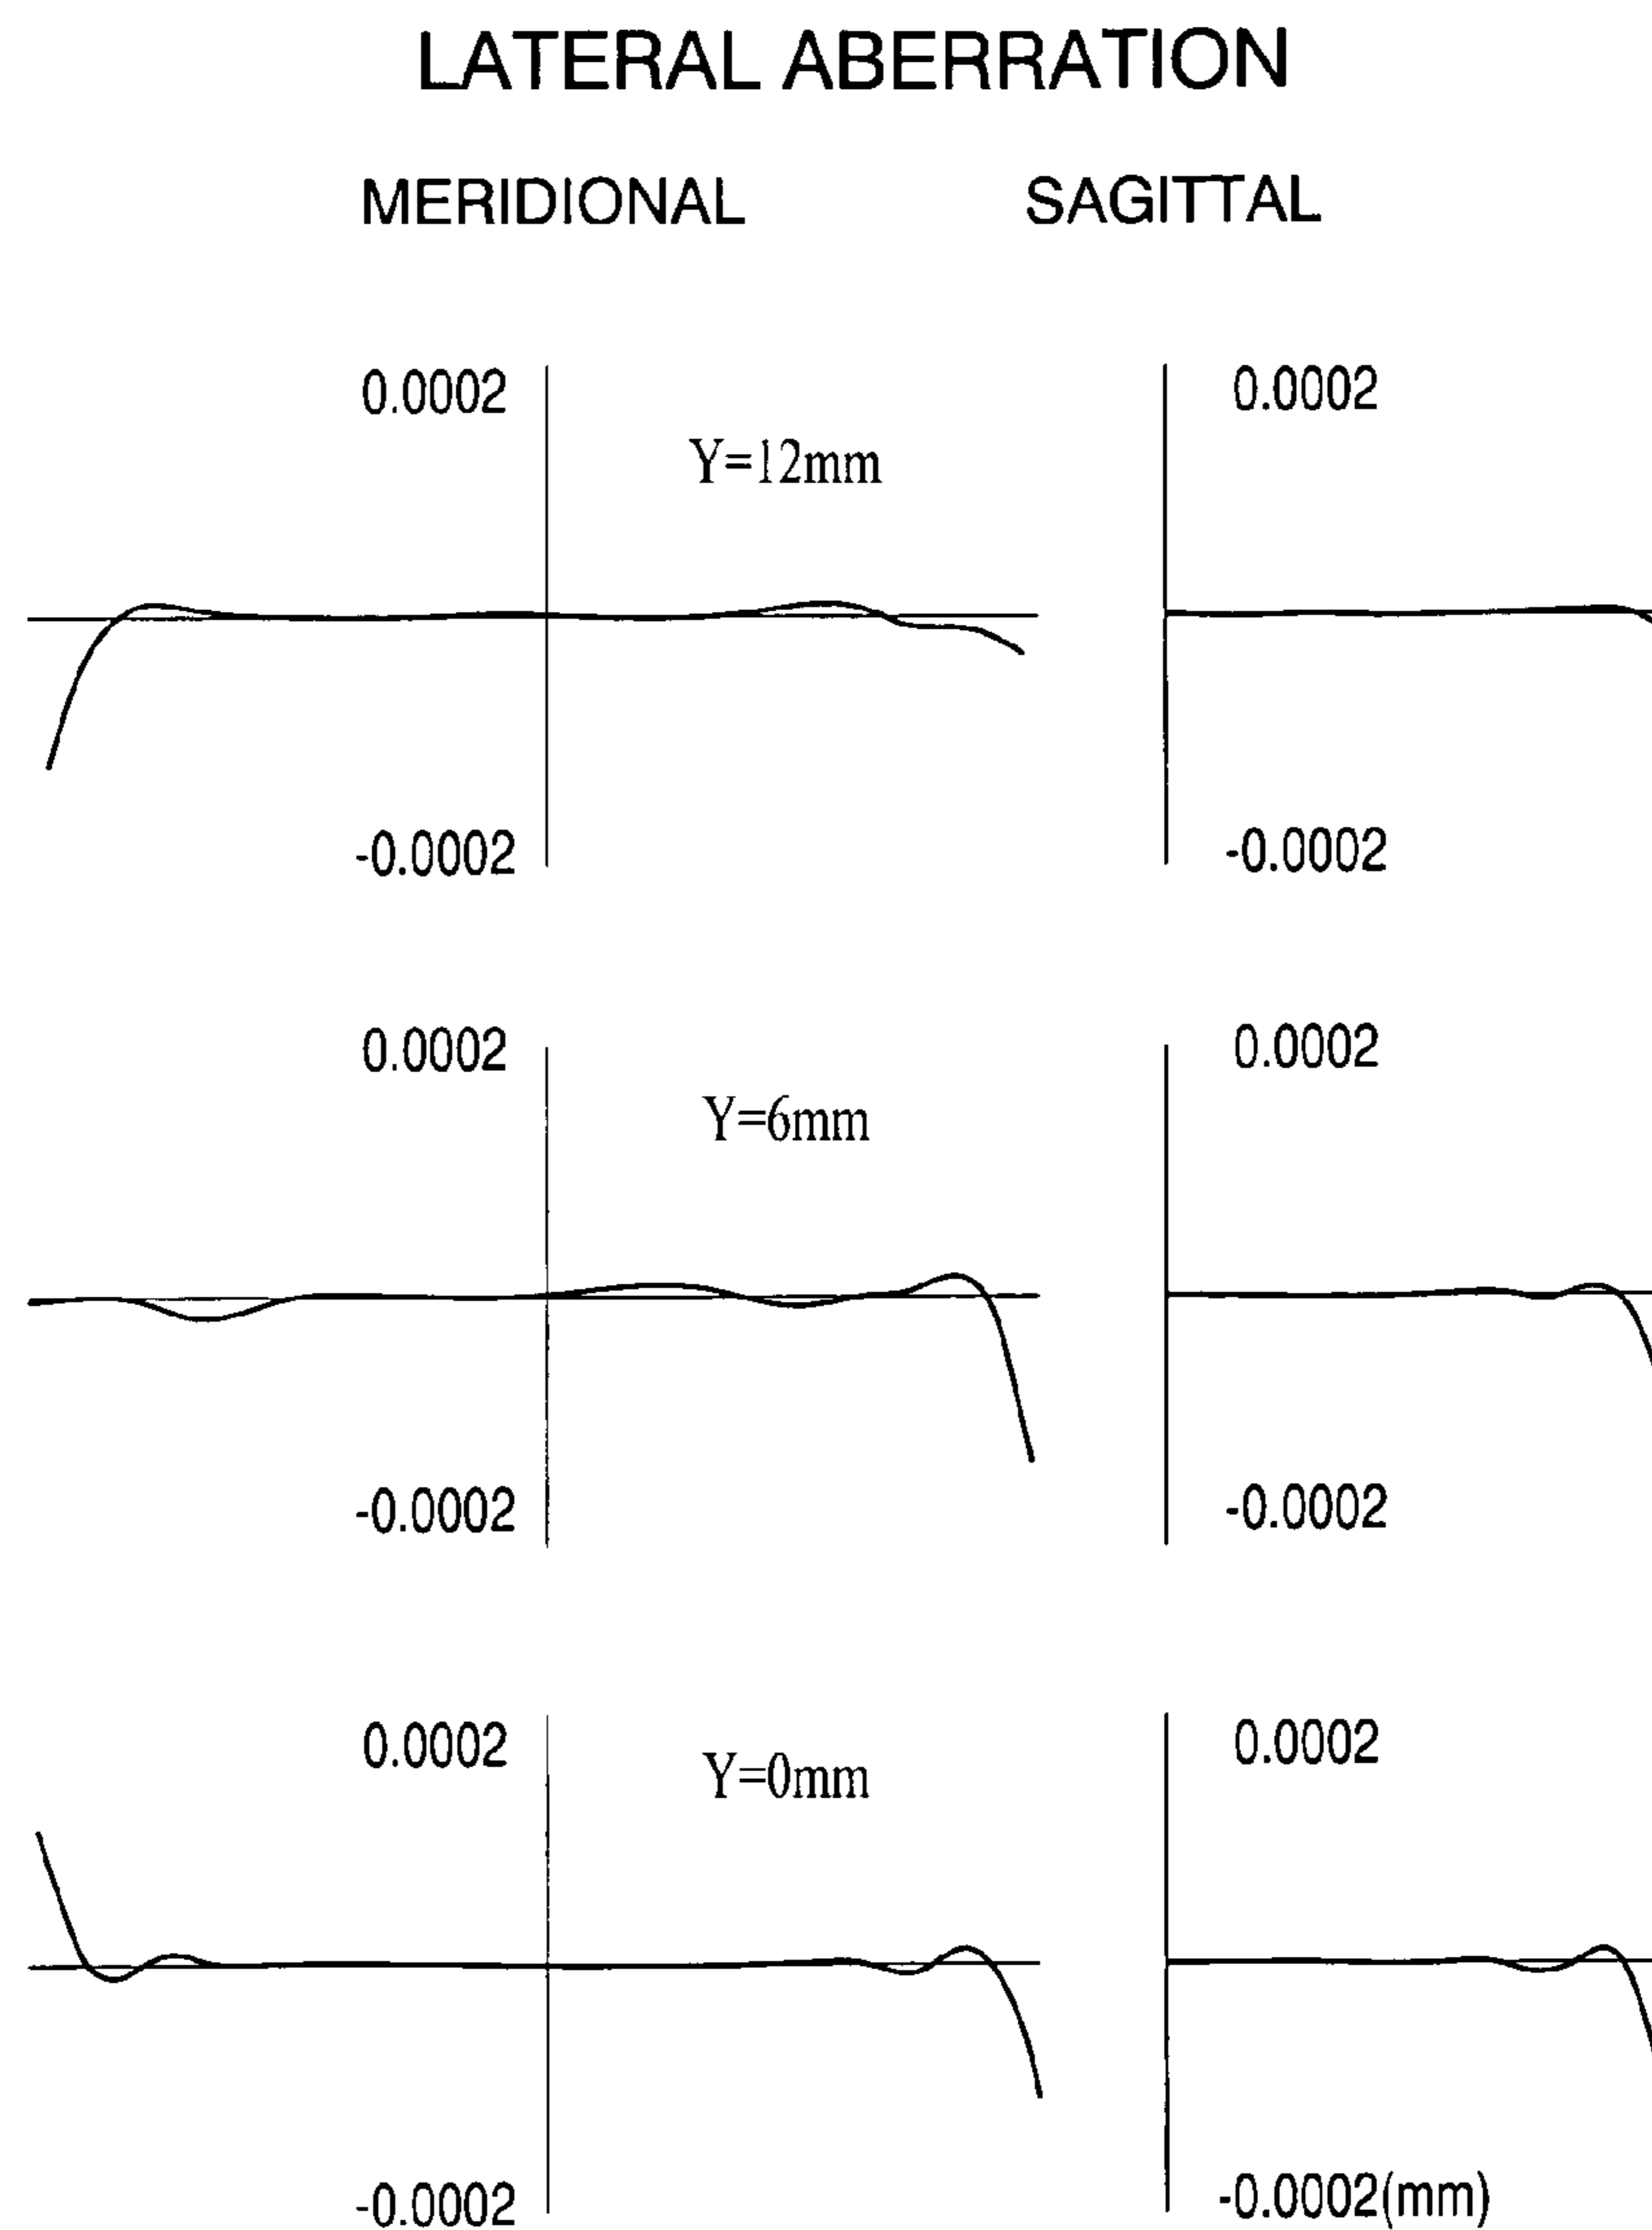 LATERAL ABERRATION
MERIDIONAL SAGITTAL
0.0002 0.0002
Y=12mm
-0.0002 -0.0002
0.0002 0.0002
Y=6mm
-0.0002 -0.0002
0.0002 0.0002
Y=0mm
-0.0002 -0.0002(mm)